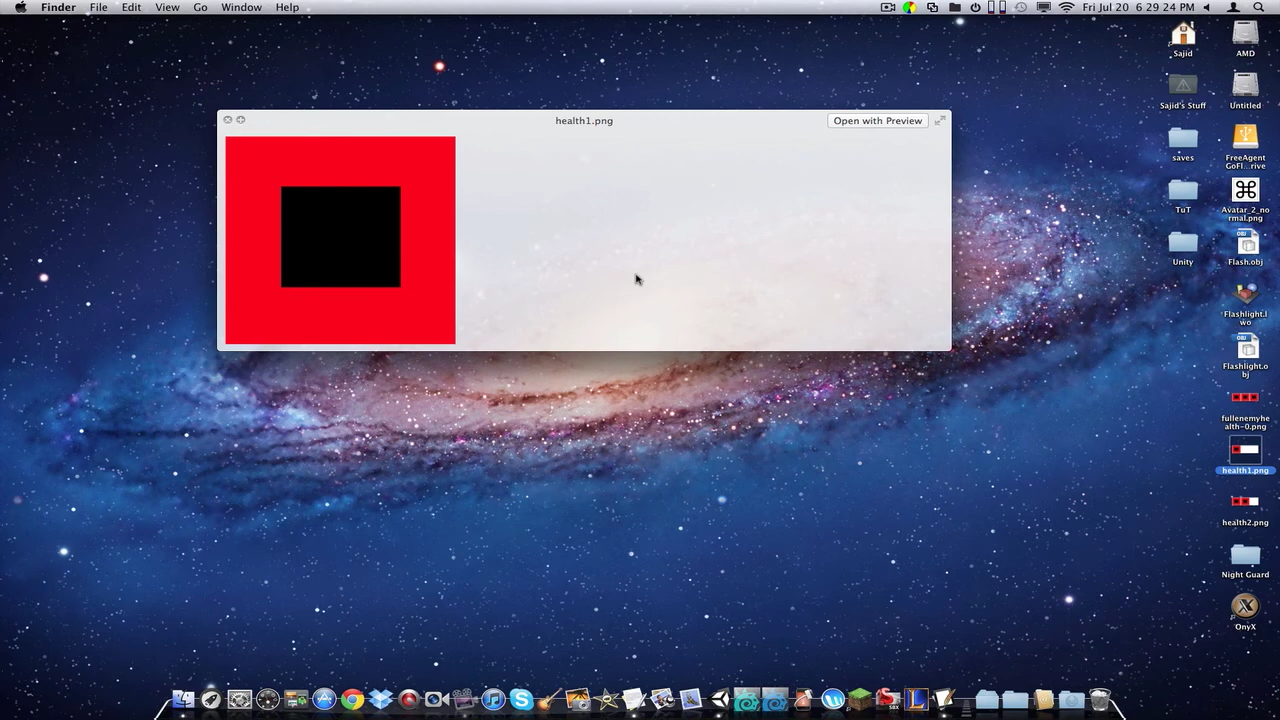 Finder File Edit View Go Window Help
Fri Jul 20 6 29 24 PM
health1.png
Open with Preview
Sajid
AMD
Sajid's Stuff
Untitled
saves
FreeAgent
GoFl...rive
TuT
Avatar_2_no
rmal.png
Unity
Flash.obj
Flashlight.l
wo
Flashlight.o
bj
fullenemyhe
alth-0.png
health1.png
health2.png
Night Guard
OnyX